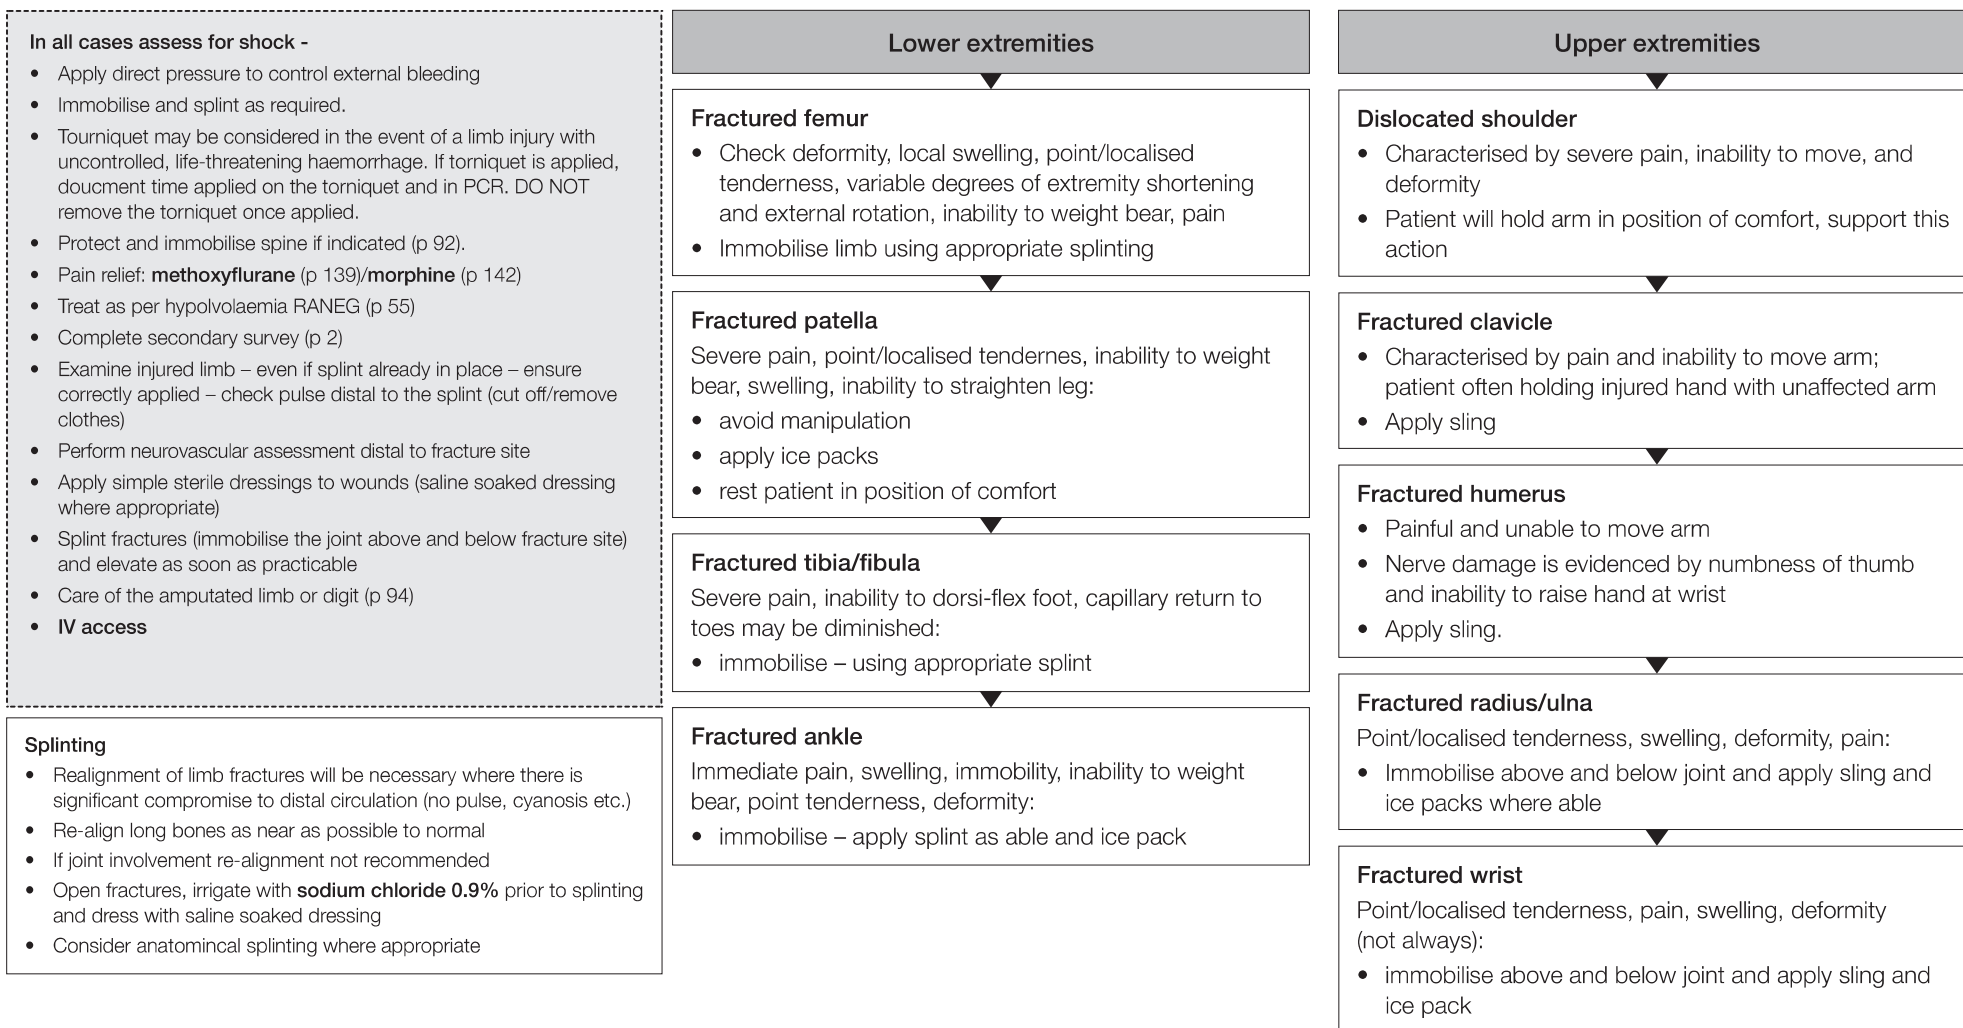 In all cases assess for shock -
• Apply direct pressure to control external bleeding
• Immobilise and splint as required.
• Tourniquet may be considered in the event of a limb injury with
uncontrolled, life-threatening haemorrhage. If torniquet is applied,
doucment time applied on the torniquet and in PCR. DO NOT
remove the torniquet once applied.
• Protect and immobilise spine if indicated (p 92).
• Pain relief: methoxyflurane (p 139)/morphine (p 142)
• Treat as per hypolvolaemia RANEG (p 55)
• Complete secondary survey (p 2)
• Examine injured limb – even if splint already in place – ensure
correctly applied – check pulse distal to the splint (cut off/remove
clothes)
• Perform neurovascular assessment distal to fracture site
• Apply simple sterile dressings to wounds (saline soaked dressing
where appropriate)
• Splint fractures (immobilise the joint above and below fracture site)
and elevate as soon as practicable
• Care of the amputated limb or digit (p 94)
• IV access
Splinting
• Realignment of limb fractures will be necessary where there is
significant compromise to distal circulation (no pulse, cyanosis etc.)
• Re-align long bones as near as possible to normal
• If joint involvement re-alignment not recommended
• Open fractures, irrigate with sodium chloride 0.9% prior to splinting
and dress with saline soaked dressing
• Consider anatomincal splinting where appropriate
Lower extremities
Fractured femur
• Check deformity, local swelling, point/localised
tenderness, variable degrees of extremity shortening
and external rotation, inability to weight bear, pain
• Immobilise limb using appropriate splinting
Fractured patella
Severe pain, point/localised tendernes, inability to weight
bear, swelling, inability to straighten leg:
• avoid manipulation
• apply ice packs
• rest patient in position of comfort
Fractured tibia/fibula
Severe pain, inability to dorsi-flex foot, capillary return to
toes may be diminished:
• immobilise – using appropriate splint
Fractured ankle
Immediate pain, swelling, immobility, inability to weight
bear, point tenderness, deformity:
• immobilise – apply splint as able and ice pack
Upper extremities
Dislocated shoulder
• Characterised by severe pain, inability to move, and
deformity
• Patient will hold arm in position of comfort, support this
action
Fractured clavicle
• Characterised by pain and inability to move arm;
patient often holding injured hand with unaffected arm
• Apply sling
Fractured humerus
• Painful and unable to move arm
• Nerve damage is evidenced by numbness of thumb
and inability to raise hand at wrist
• Apply sling.
Fractured radius/ulna
Point/localised tenderness, swelling, deformity, pain:
• Immobilise above and below joint and apply sling and
ice packs where able
Fractured wrist
Point/localised tenderness, pain, swelling, deformity
(not always):
• immobilise above and below joint and apply sling and
ice pack